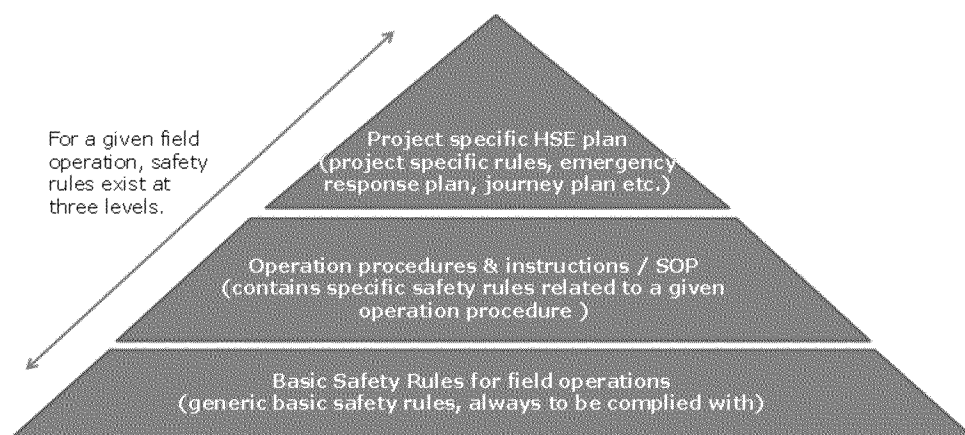 For a given field
operation, safety
rules exist at
three levels.
Project specific HSE plan
(project specific rules, emergency
response plan, journey plan etc.)
Operation procedures & instructions / SOP
(contains specific safety rules related to a given
operation procedure )
Basic Safety Rules for field operations
(generic basic safety rules, always to be complied with)